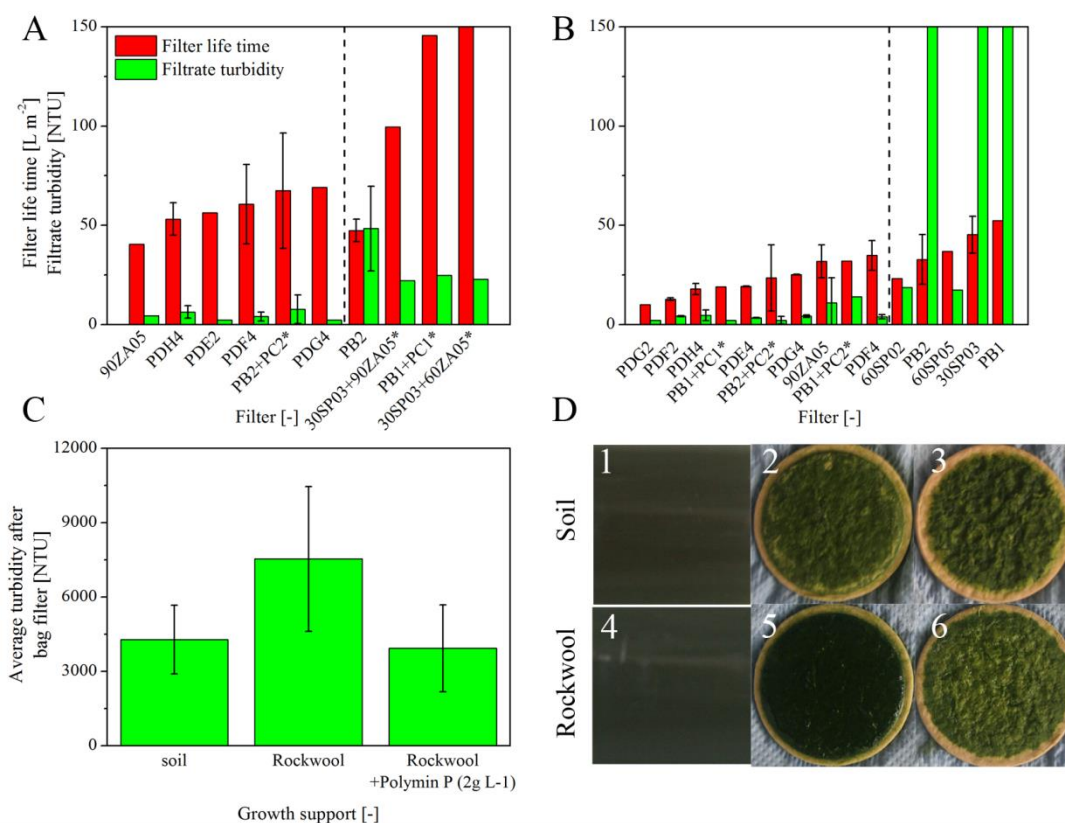 A
Filter life time
Filtrate turbidity
Filter life time [L m⁻²]
Filtrate turbidity [NTU]
150
100
50
0
90ZA05
PDH4
PDE2
PDF4
PB2+PC2*
PDG4
PB2
30SP03+90ZA05*
PB1+PC1*
30SP03+60ZA05*
Filter [-]
B
150
100
50
0
PDG2
PDF2
PDH4
PB1+PC1*
PDE4
PB2+PC2*
PDG4
90ZA05
PB1+PC2*
PDF4
60SP02
PB2
60SP05
30SP03
PB1
Filter [-]
C
Average turbidity after
bag filter [NTU]
12000
9000
6000
3000
0
soil
Rockwool
Rockwool
+Polymin P (2g L-1)
Growth support [-]
D
Soil
1
2
3
Rockwool
4
5
6